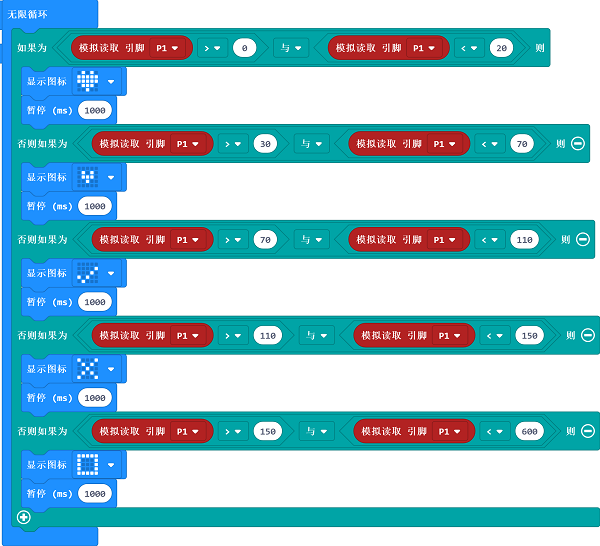 无限循环
如果为 模拟读取 引脚 P1 > 0 与 模拟读取 引脚 P1 < 20 则
显示图标
暂停 (ms) 1000
否则如果为 模拟读取 引脚 P1 > 30 与 模拟读取 引脚 P1 < 70 则
显示图标
暂停 (ms) 1000
否则如果为 模拟读取 引脚 P1 > 70 与 模拟读取 引脚 P1 < 110 则
显示图标
暂停 (ms) 1000
否则如果为 模拟读取 引脚 P1 > 110 与 模拟读取 引脚 P1 < 150 则
显示图标
暂停 (ms) 1000
否则如果为 模拟读取 引脚 P1 > 150 与 模拟读取 引脚 P1 < 600 则
显示图标
暂停 (ms) 1000